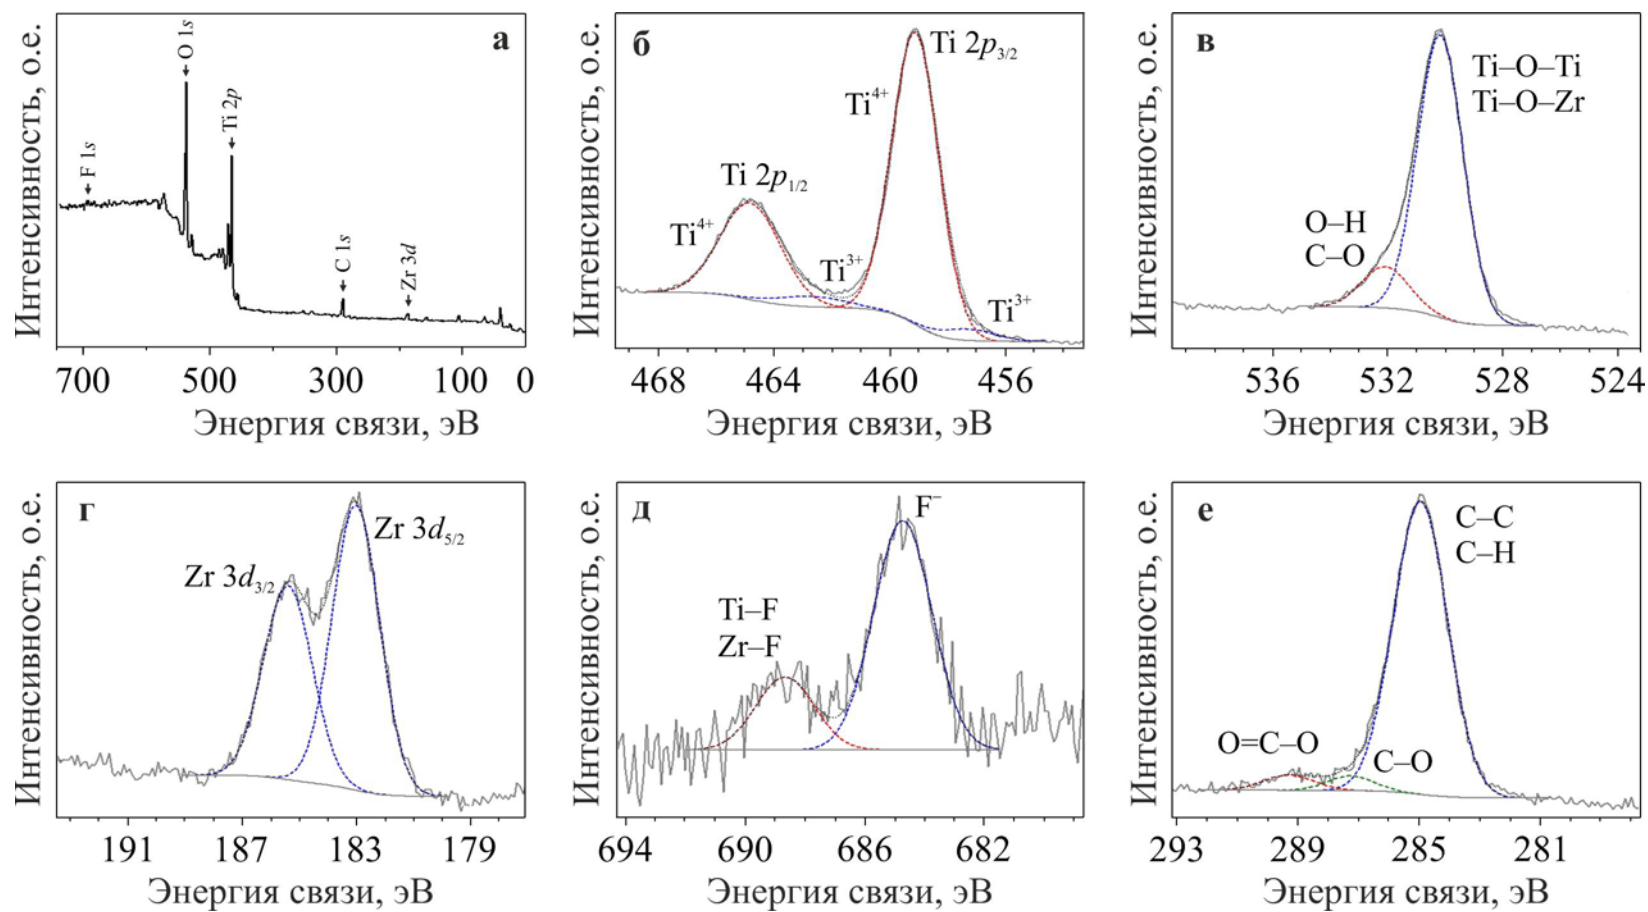 Интенсивность, о.е.
а
F 1s
O 1s
Ti 2p
C 1s
Zr 3d
700 500 300 100 0
Энергия связи, эВ
Интенсивность, о.е.
б
Ti 2p3/2
Ti⁴⁺
Ti 2p1/2
Ti⁴⁺
Ti³⁺
Ti³⁺
468 464 460 456
Энергия связи, эВ
Интенсивность, о.е.
в
Ti–O–Ti
Ti–O–Zr
O–H
C–O
536 532 528 524
Энергия связи, эВ
Интенсивность, о.е.
г
Zr 3d5/2
Zr 3d3/2
191 187 183 179
Энергия связи, эВ
Интенсивность, о.е.
д
F⁻
Ti–F
Zr–F
694 690 686 682
Энергия связи, эВ
Интенсивность, о.е.
е
C–C
C–H
O=C–O
C–O
293 289 285 281
Энергия связи, эВ